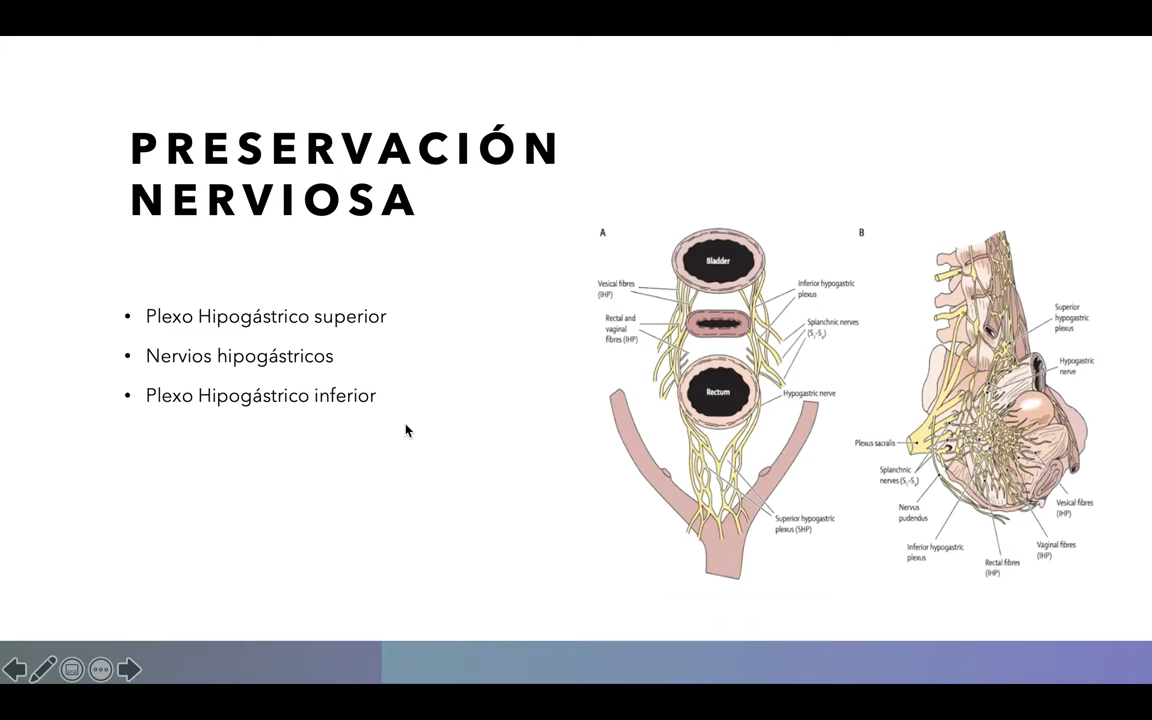 PRESERVACIÓN
NERVIOSA
• Plexo Hipogástrico superior
• Nervios hipogástricos
• Plexo Hipogástrico inferior
A
Bladder
Vesical fibres
(IHP)
Inferior hypogastric
plexus
Rectal and
vaginal
fibres (IHP)
Splanchnic nerves
(S₂–S₄)
Rectum
Hypogastric nerve
Superior hypogastric
plexus (SHP)
B
Superior
hypogastric
plexus
Hypogastric
nerve
Plexus sacralis
Splanchnic
nerves (S₂–S₄)
Nervus
pudendus
Inferior hypogastric
plexus
Rectal fibres
(IHP)
Vaginal fibres
(IHP)
Vesical fibres
(IHP)